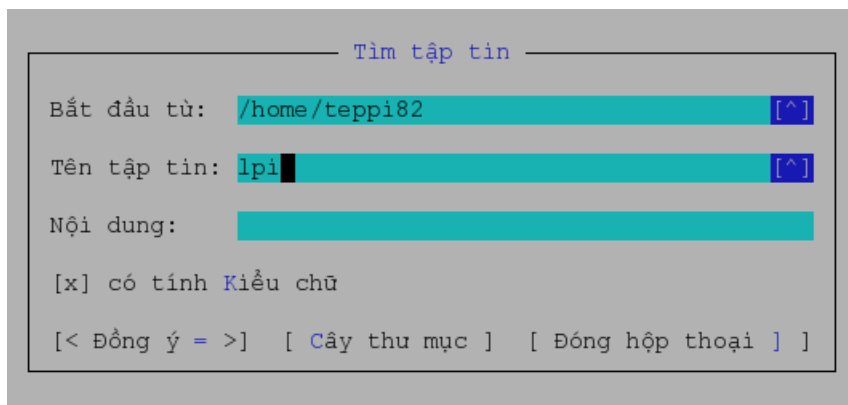 Tìm tập tin
Bắt đầu từ: /home/teppi82 [^]
Tên tập tin: lpi [^]
Nội dung:
[x] có tính Kiểu chữ
[< Đồng ý = >] [ Cây thư mục ] [ Đóng hộp thoại ] ]